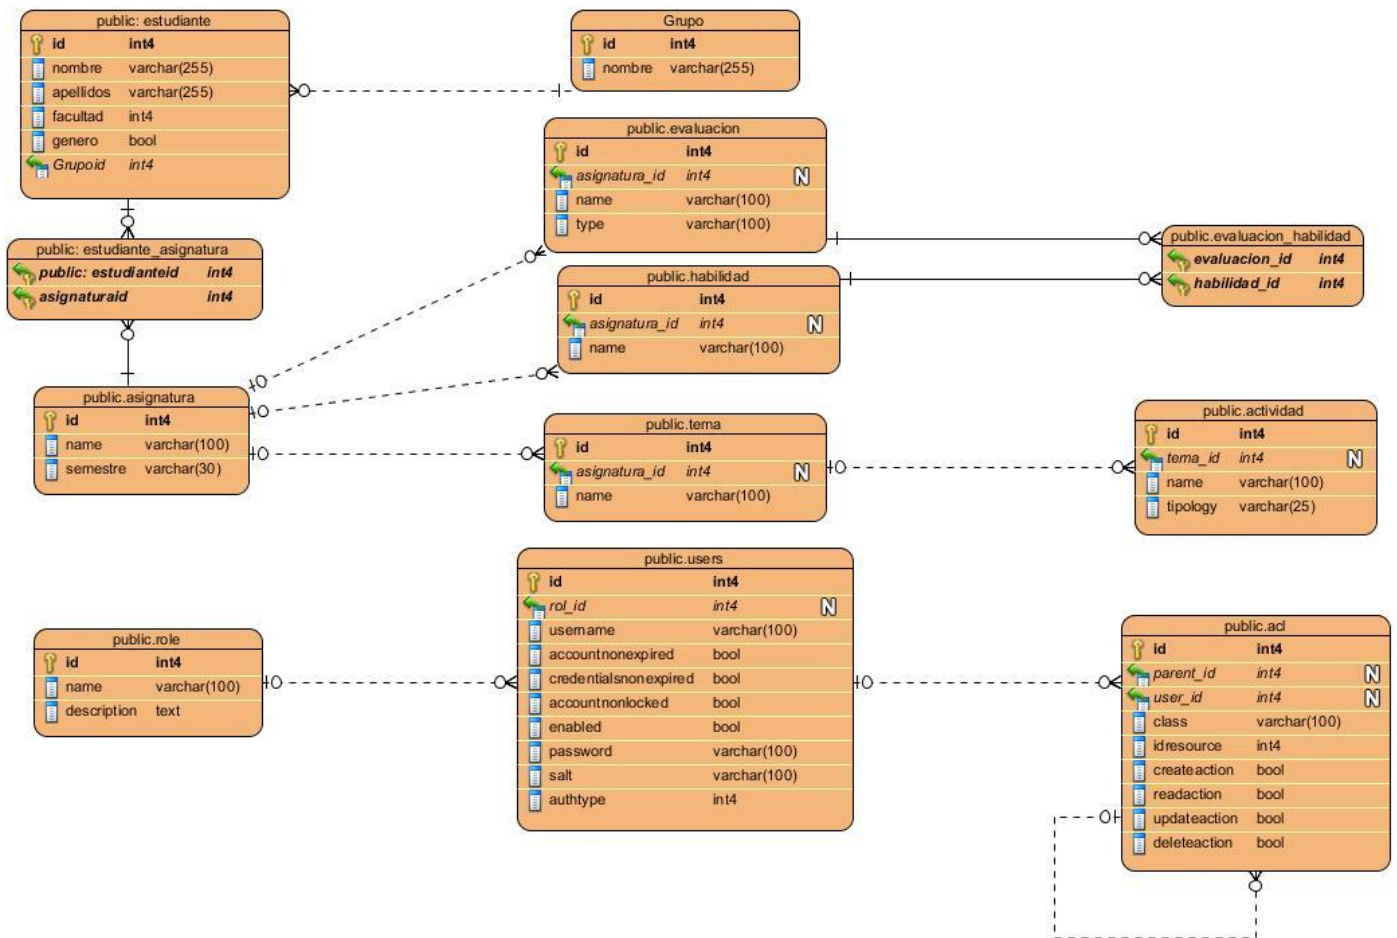 public: estudiante
id int4
nombre varchar(255)
apellidos varchar(255)
facultad int4
genero bool
Grupoid int4
Grupo
id int4
nombre varchar(255)
public.evaluacion
id int4
asignatura_id int4 N
name varchar(100)
type varchar(100)
public: estudiante_asignatura
public: estudianteid int4
asignaturaid int4
public.evaluacion_habilidad
evaluacion_id int4
habilidad_id int4
public.habilidad
id int4
asignatura_id int4 N
name varchar(100)
public.asignatura
id int4
name varchar(100)
semestre varchar(30)
public.tema
id int4
asignatura_id int4 N
name varchar(100)
public.actividad
id int4
tema_id int4 N
name varchar(100)
tipology varchar(25)
public.role
id int4
name varchar(100)
description text
public.users
id int4
rol_id int4 N
username varchar(100)
accountnonexpired bool
credentialsnonexpired bool
accountnonlocked bool
enabled bool
password varchar(100)
salt varchar(100)
authtype int4
public.acl
id int4
parent_id int4 N
user_id int4 N
class varchar(100)
idresource int4
createaction bool
readaction bool
updateaction bool
deleteaction bool